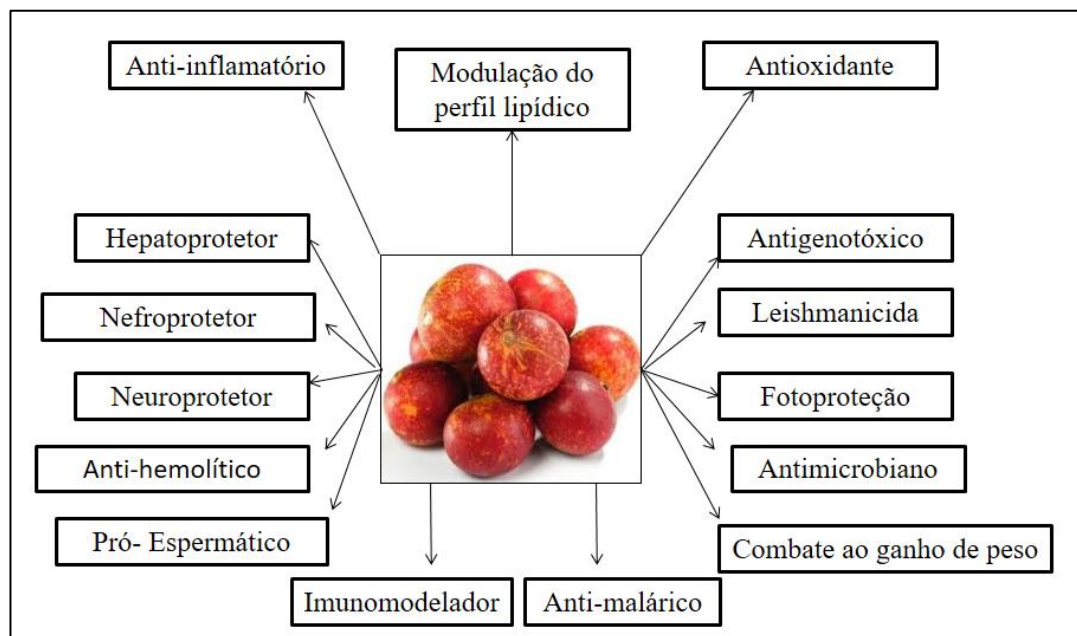 Anti-inflamatório
Modulação do
perfil lipídico
Antioxidante
Hepatoprotetor
Antigenotóxico
Nefroprotetor
Leishmanicida
Neuroprotetor
Fotoproteção
Anti-hemolítico
Antimicrobiano
Pró- Espermático
Combate ao ganho de peso
Imunomodelador
Anti-malárico